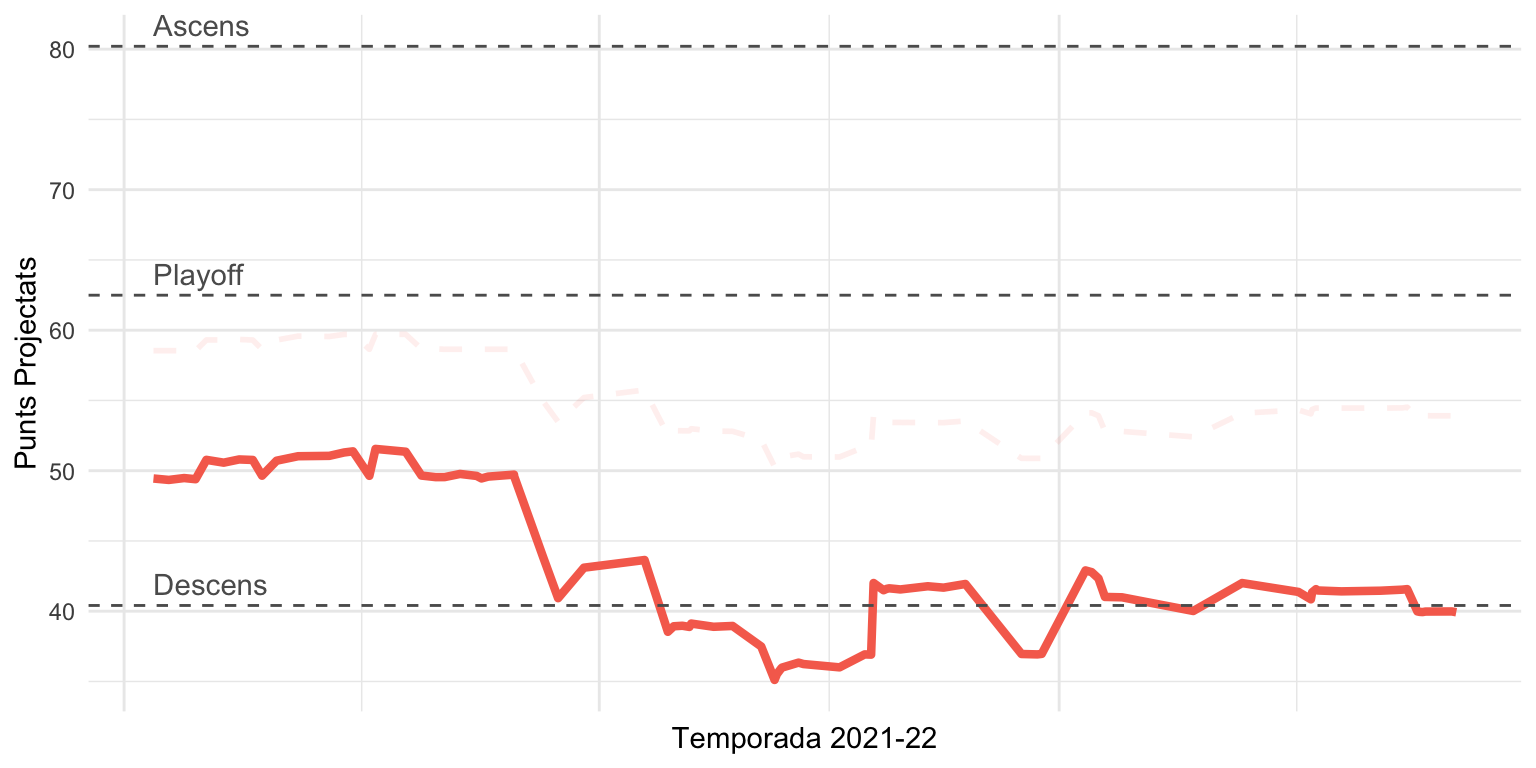 Ascens
80
70
Playoff
60
Punts Projectats
50
Descens
40
Temporada 2021-22